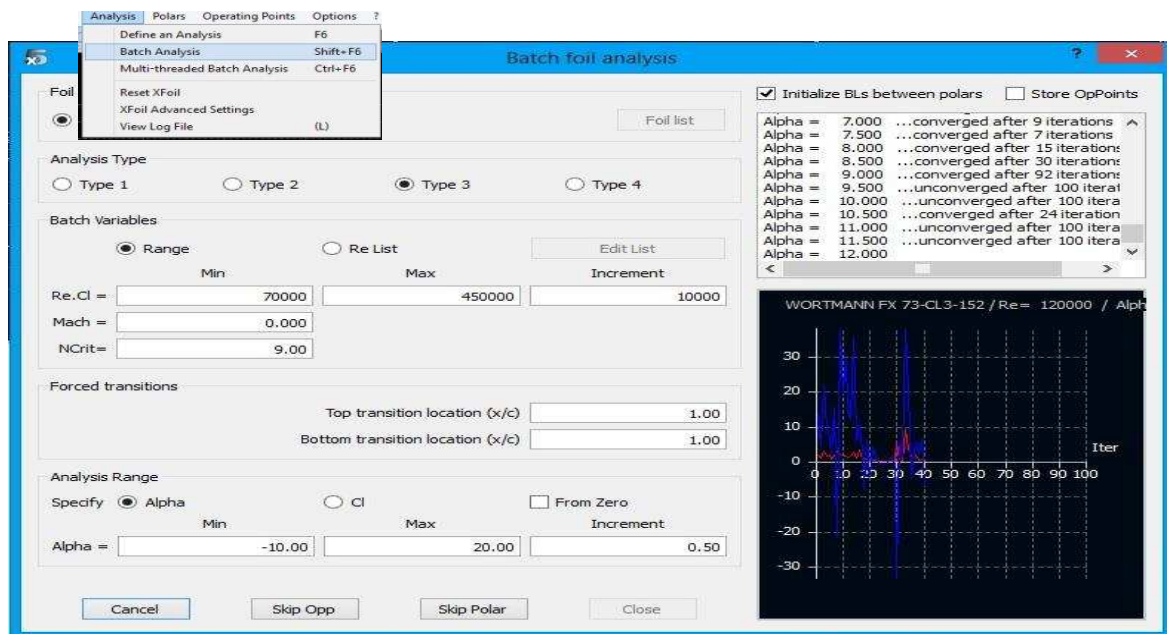 Analysis Polars Operating Points Options ?
Define an Analysis F6
Batch Analysis Shift+F6
Multi-threaded Batch Analysis Ctrl+F6
Reset XFoil
XFoil Advanced Settings
View Log File (L)
Batch foil analysis
?
Foil
Foil list
Analysis Type
Type 1 Type 2 Type 3 Type 4
Batch Variables
Range Re List Edit List
Min Max Increment
Re.Cl = 70000 450000 10000
Mach = 0.000
NCrit= 9.00
Forced transitions
Top transition location (x/c) 1.00
Bottom transition location (x/c) 1.00
Analysis Range
Specify Alpha Cl From Zero
Min Max Increment
Alpha = -10.00 20.00 0.50
Cancel Skip Opp Skip Polar Close
Initialize BLs between polars Store OpPoints
Alpha = 7.000 ...converged after 9 iterations
Alpha = 7.500 ...converged after 7 iterations
Alpha = 8.000 ...converged after 15 iterations
Alpha = 8.500 ...converged after 30 iterations
Alpha = 9.000 ...converged after 92 iterations
Alpha = 9.500 ...unconverged after 100 iterat
Alpha = 10.000 ...unconverged after 100 itera
Alpha = 10.500 ...converged after 24 iteration
Alpha = 11.000 ...unconverged after 100 itera
Alpha = 11.500 ...unconverged after 100 itera
Alpha = 12.000
WORTMANN FX 73-CL3-152 / Re= 120000 / Alph
30
20
10
Iter
0
0 10 20 30 40 50 60 70 80 90 100
-10
-20
-30